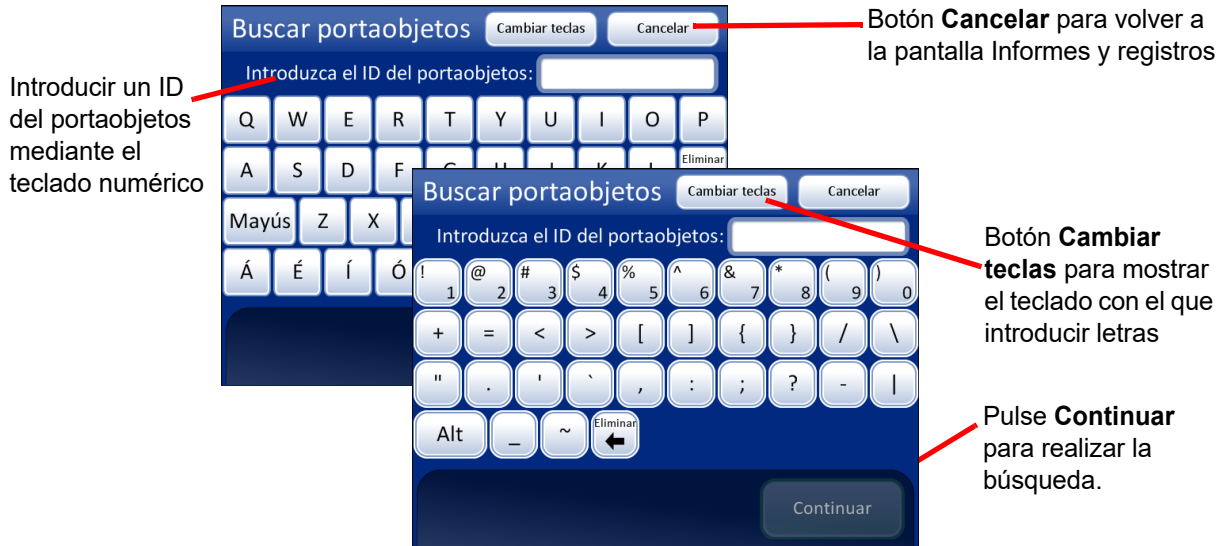 Buscar portaobjetos Cambiar teclas Cancelar
Introduzca el ID del portaobjetos:
Q W E R T Y U I O P
A S D F Eliminar
Mayús Z X
Á É Í Ó
Introducir un ID
del portaobjetos
mediante el
teclado numérico
Botón Cancelar para volver a
la pantalla Informes y registros
Buscar portaobjetos Cambiar teclas Cancelar
Introduzca el ID del portaobjetos:
! 1 @ 2 # 3 $ 4 % 5 ^ 6 & 7 * 8 ( 9 ) 0
+ = < > [ ] { } / \
" . ' ` , : ; ? - |
Alt _ ~ Eliminar
Continuar
Botón Cambiar
teclas para mostrar
el teclado con el que
introducir letras
Pulse Continuar
para realizar la
búsqueda.